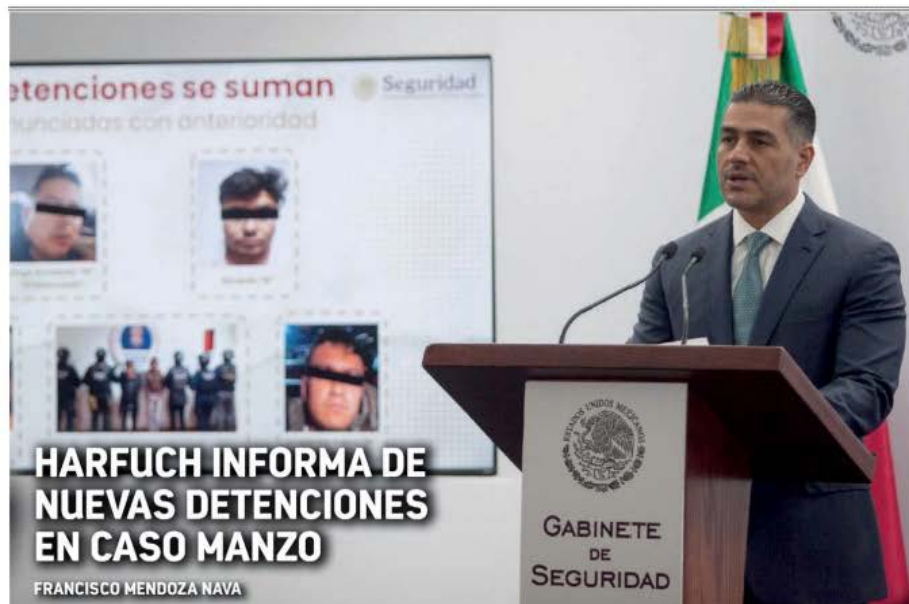 etenciones se suman
nunciadas con anterioridad
Seguridad
HARFUCH INFORMA DE
NUEVAS DETENCIONES
EN CASO MANZO
FRANCISCO MENDOZA NAVA
ESTADOS UNIDOS MEXICANOS
GABINETE
DE
SEGURIDAD